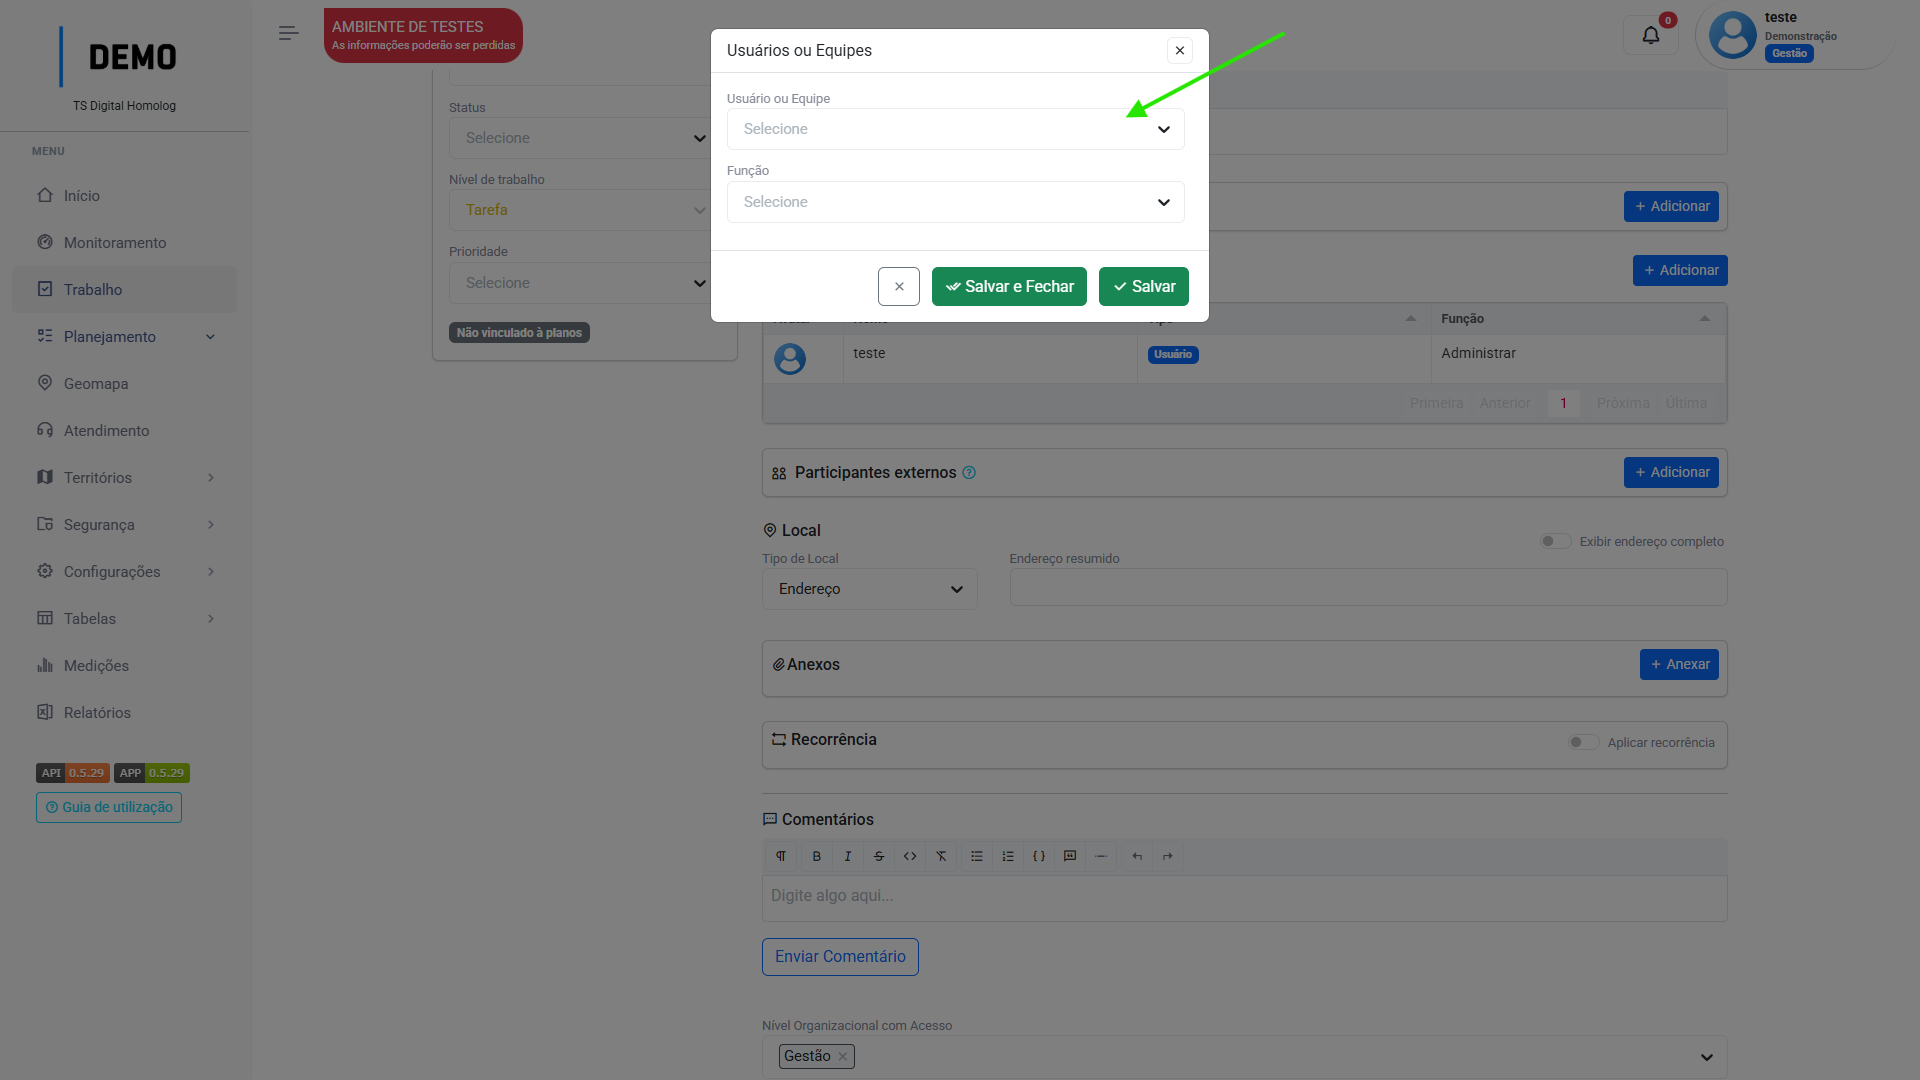 DEMO
TS Digital Homolog
MENU
Início
Monitoramento
Trabalho
Planejamento
Geomapa
Atendimento
Territórios
Segurança
Configurações
Tabelas
Medições
Relatórios
API 0.5.29 APP 0.5.29
Guia de utilização
AMBIENTE DE TESTES
As informações poderão ser perdidas
0
teste
Demonstração
Gestão
Status
Selecione
Nível de trabalho
Tarefa
Prioridade
Selecione
Não vinculado à planos
Usuários ou Equipes
Usuário ou Equipe
Selecione
Função
Selecione
Salvar e Fechar
Salvar
+ Adicionar
+ Adicionar
Função
teste
Usuário
Administrar
Primeira Anterior 1 Próxima Última
Participantes externos
+ Adicionar
Local
Exibir endereço completo
Tipo de Local
Endereço resumido
Endereço
Anexos
+ Anexar
Recorrência
Aplicar recorrência
Comentários
Digite algo aqui...
Enviar Comentário
Nível Organizacional com Acesso
Gestão